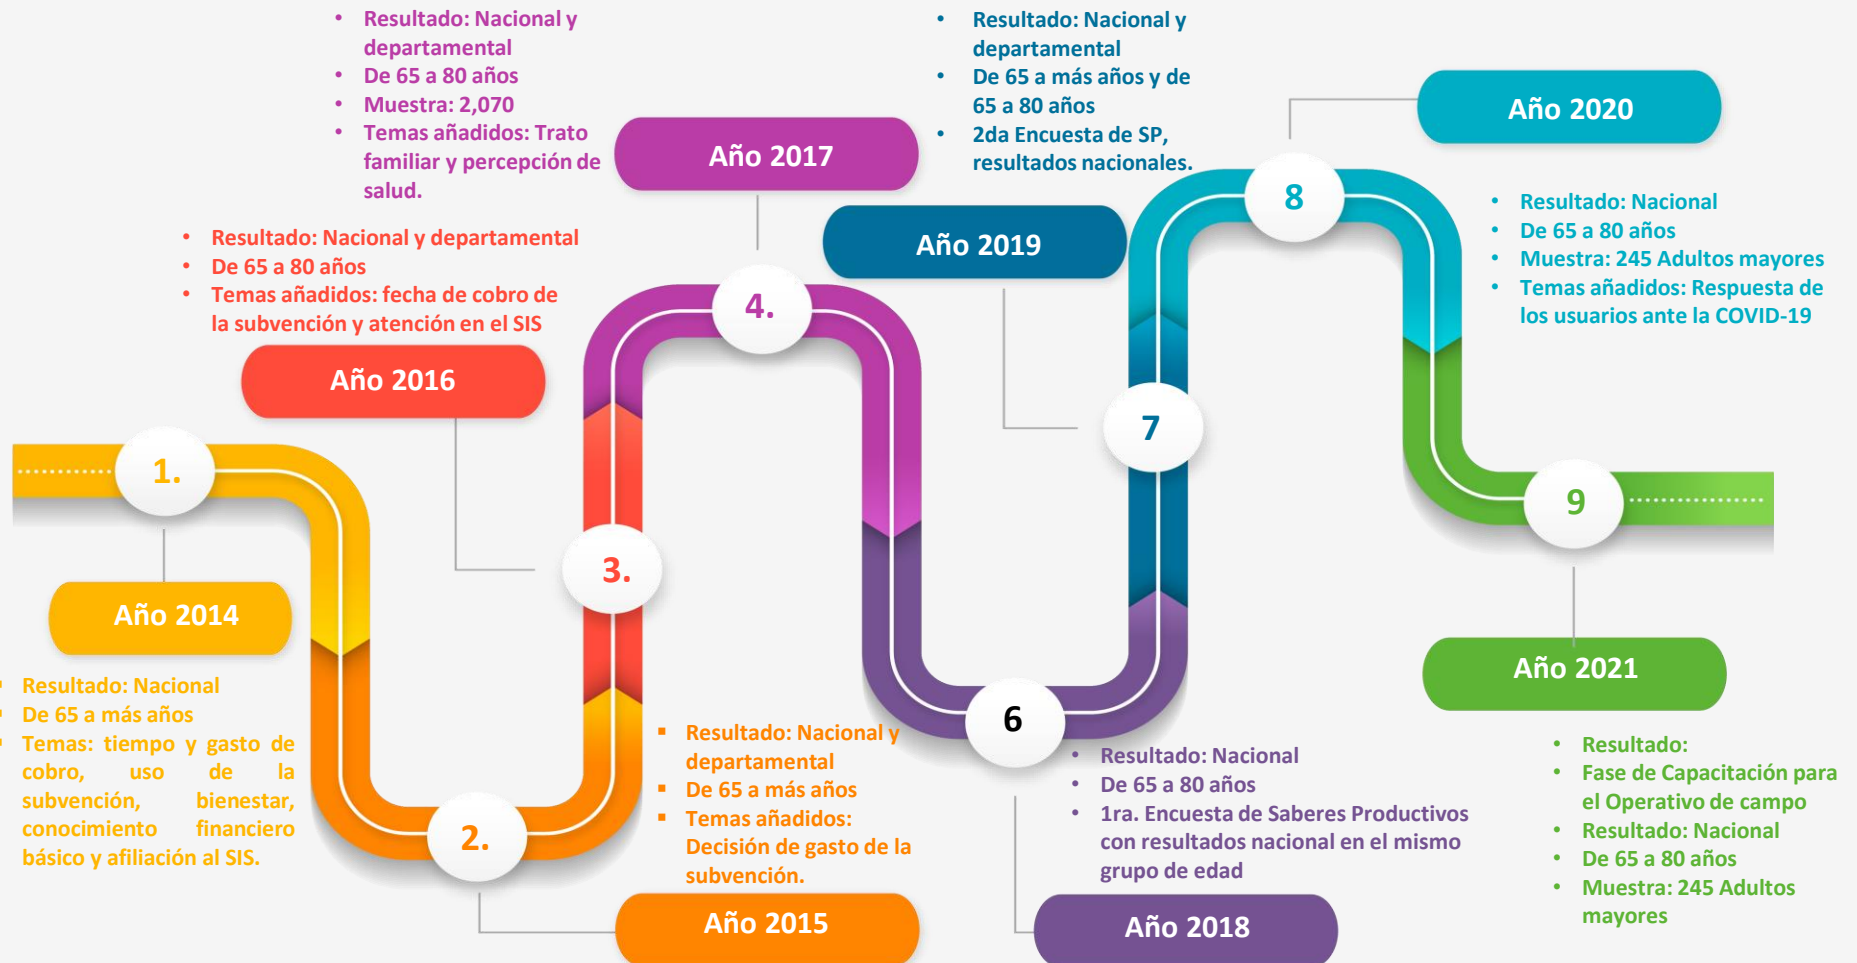 1.
Año 2014
Resultado: Nacional
De 65 a más años
Temas: tiempo y gasto de
cobro, uso de la
subvención, bienestar,
conocimiento financiero
básico y afiliación al SIS.
2.
Resultado: Nacional y
departamental
De 65 a más años
Temas añadidos:
Decisión de gasto de la
subvención.
Año 2015
• Resultado: Nacional y departamental
• De 65 a 80 años
• Temas añadidos: fecha de cobro de
la subvención y atención en el SIS
Año 2016
3.
• Resultado: Nacional y
departamental
• De 65 a 80 años
• Muestra: 2,070
• Temas añadidos: Trato
familiar y percepción de
salud.
Año 2017
4.
6
• Resultado: Nacional
• De 65 a 80 años
• 1ra. Encuesta de Saberes Productivos
con resultados nacional en el mismo
grupo de edad
Año 2018
• Resultado: Nacional y
departamental
• De 65 a más años y de
65 a 80 años
• 2da Encuesta de SP,
resultados nacionales.
Año 2019
7
8
Año 2020
• Resultado: Nacional
• De 65 a 80 años
• Muestra: 245 Adultos mayores
• Temas añadidos: Respuesta de
los usuarios ante la COVID-19
9
Año 2021
• Resultado:
• Fase de Capacitación para
el Operativo de campo
• Resultado: Nacional
• De 65 a 80 años
• Muestra: 245 Adultos
mayores